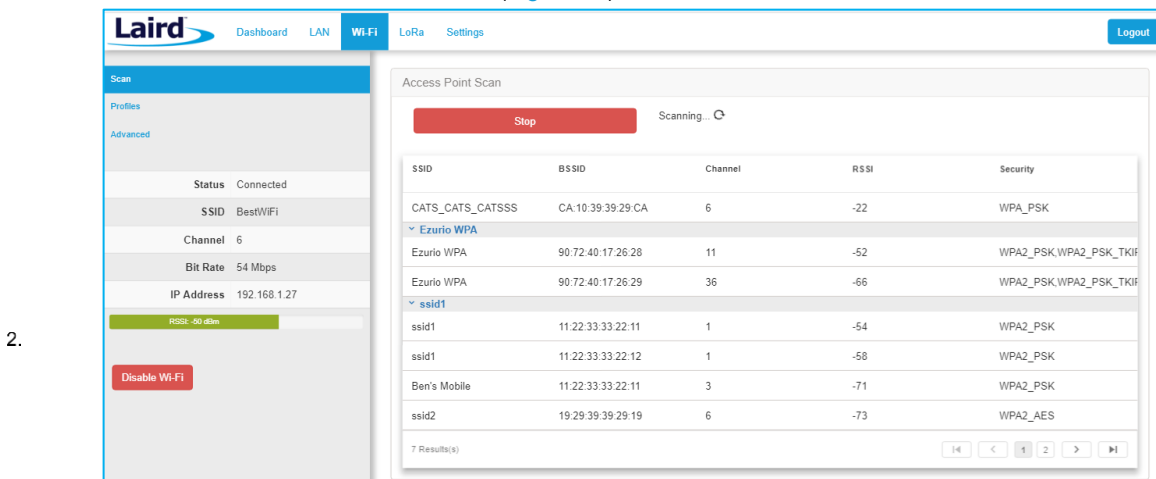 Laird Dashboard LAN Wi-Fi LoRa Settings Logout
Scan
Profiles
Advanced
Status Connected
SSID BestWiFi
Channel 6
Bit Rate 54 Mbps
IP Address 192.168.1.27
RSSI: -50 dBm
Disable Wi-Fi
2.
Access Point Scan
Stop Scanning...
SSID BSSID Channel RSSI Security
CATS_CATS_CATSSS CA:10:39:39:29:CA 6 -22 WPA_PSK
Ezurio WPA
Ezurio WPA 90:72:40:17:26:28 11 -52 WPA2_PSK,WPA2_PSK_TKIP
Ezurio WPA 90:72:40:17:26:29 36 -66 WPA2_PSK,WPA2_PSK_TKIP
ssid1
ssid1 11:22:33:33:22:11 1 -54 WPA2_PSK
ssid1 11:22:33:33:22:12 1 -58 WPA2_PSK
Ben's Mobile 11:22:33:33:22:11 3 -71 WPA2_PSK
ssid2 19:29:39:39:29:19 6 -73 WPA2_AES
7 Results(s) 1 2